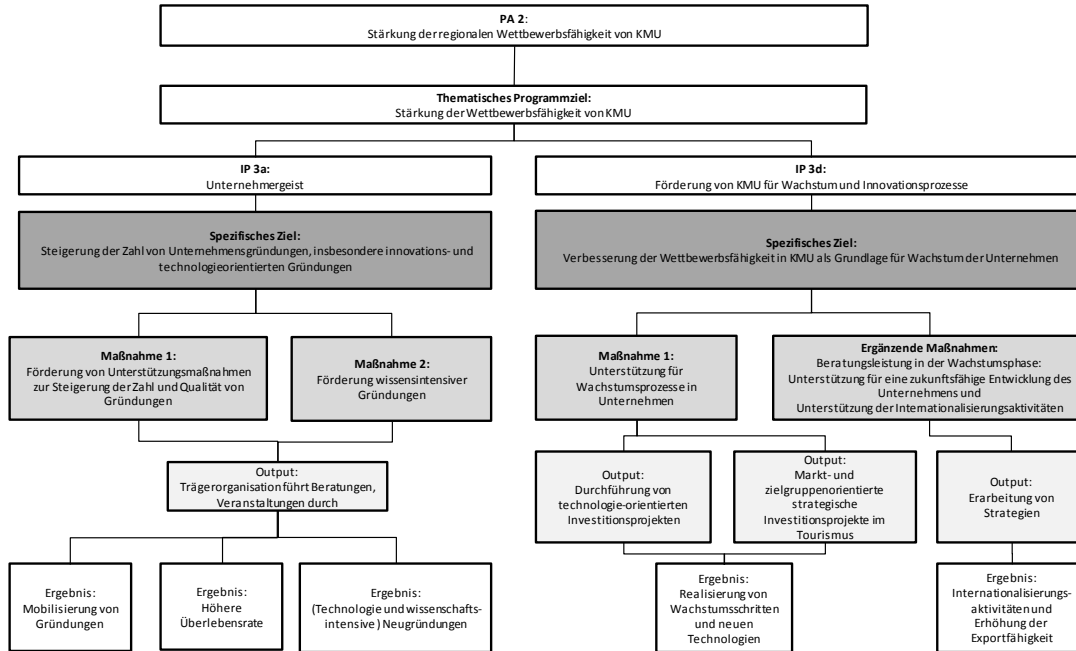 PA 2:
Stärkung der regionalen Wettbewerbsfähigkeit von KMU
Thematisches Programmziel:
Stärkung der Wettbewerbsfähigkeit von KMU
IP 3a:
Unternehmergeist
IP 3d:
Förderung von KMU für Wachstum und Innovationsprozesse
Spezifisches Ziel:
Steigerung der Zahl von Unternehmensgründungen, insbesondere innovations- und
technologieorientierten Gründungen
Spezifisches Ziel:
Verbesserung der Wettbewerbsfähigkeit in KMU als Grundlage für Wachstum der Unternehmen
Maßnahme 1:
Förderung von Unterstützungsmaßnahmen
zur Steigerung der Zahl und Qualität von
Gründungen
Maßnahme 2:
Förderung wissensintensiver
Gründungen
Maßnahme 1:
Unterstützung für
Wachstumsprozesse in
Unternehmen
Ergänzende Maßnahmen:
Beratungsleistung in der Wachstumsphase:
Unterstützung für eine zukunftsfähige Entwicklung des
Unternehmens und
Unterstützung der Internationalisierungsaktivitäten
Output:
Trägerorganisation führt Beratungen,
Veranstaltungen durch
Output:
Durchführung von
technologie-orientierten
Investitionsprojekten
Output:
Markt- und
zielgruppenorientierte
strategische
Investitionsprojekte im
Tourismus
Output:
Erarbeitung von
Strategien
Ergebnis:
Mobilisierung von
Gründungen
Ergebnis:
Höhere
Überlebensrate
Ergebnis:
(Technologie und wissenschafts-
intensive) Neugründungen
Ergebnis:
Realisierung von
Wachstumsschritten
und neuen
Technologien
Ergebnis:
Internationalisierungs-
aktivitäten und
Erhöhung der
Exportfähigkeit